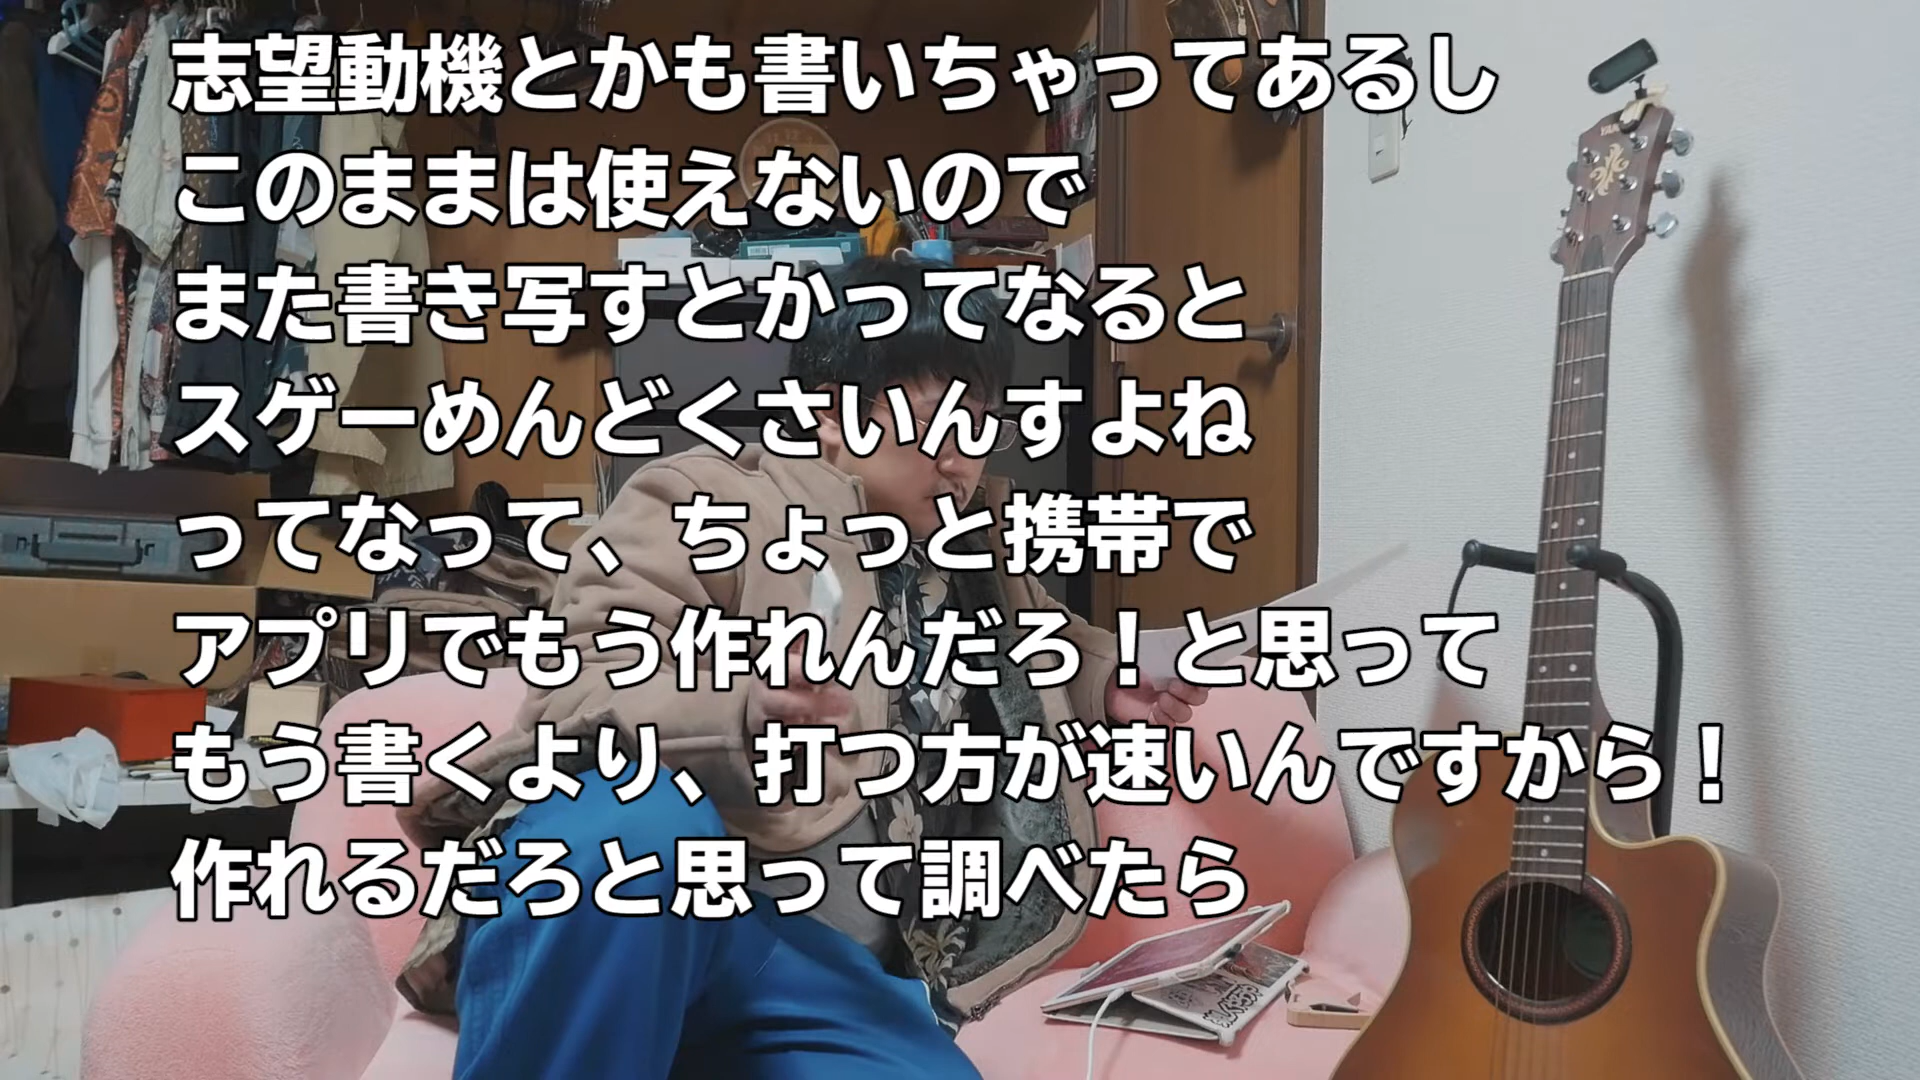 志望動機とかも書いちゃってあるし
このままは使えないので
また書き写すとかってなると
スゲーめんどくさいんすよね
ってなって、ちょっと携帯で
アプリでもう作れんだろ！と思って
もう書くより、打つ方が速いんですから！
作れるだろと思って調べたら